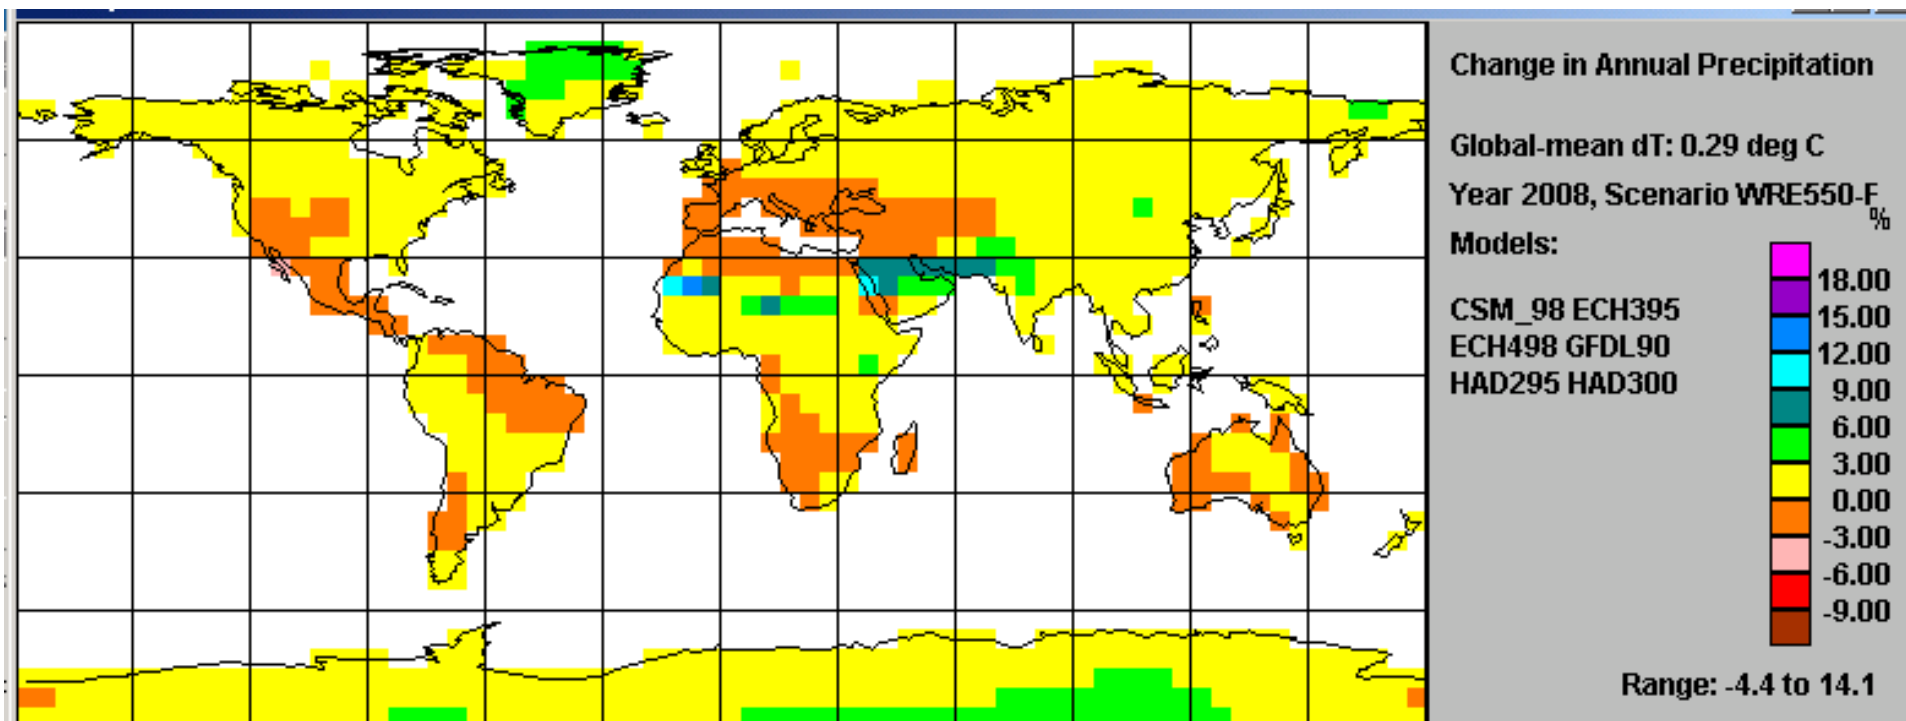 Change in Annual Precipitation
Global-mean dT: 0.29 deg C
Year 2008, Scenario WRE550-F
%
Models:
CSM_98 ECH395
ECH498 GFDL90
HAD295 HAD300
18.00
15.00
12.00
9.00
6.00
3.00
0.00
-3.00
-6.00
-9.00
Range: -4.4 to 14.1